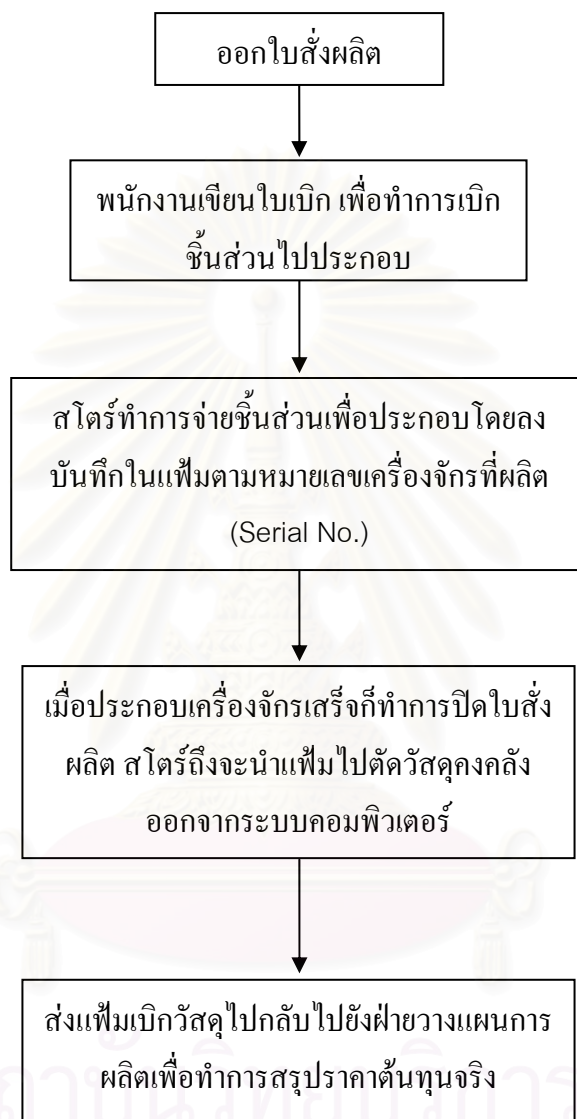 ออกใบสั่งผลิต
พนักงานเขียนใบเบิก เพื่อทำการเบิก
ชิ้นส่วนไปประกอบ
สโตร์ทำการจ่ายชิ้นส่วนเพื่อประกอบโดยลง
บันทึกในแฟ้มตามหมายเลขเครื่องจักรที่ผลิต
(Serial No.)
เมื่อประกอบเครื่องจักรเสร็จก็ทำการปิดใบสั่ง
ผลิต สโตร์ถึงจะนำแฟ้มไปตัดวัสดุคงคลัง
ออกจากระบบคอมพิวเตอร์
ส่งแฟ้มเบิกวัสดุไปกลับไปยังฝ่ายวางแผนการ
ผลิตเพื่อทำการสรุปราคาต้นทุนจริง